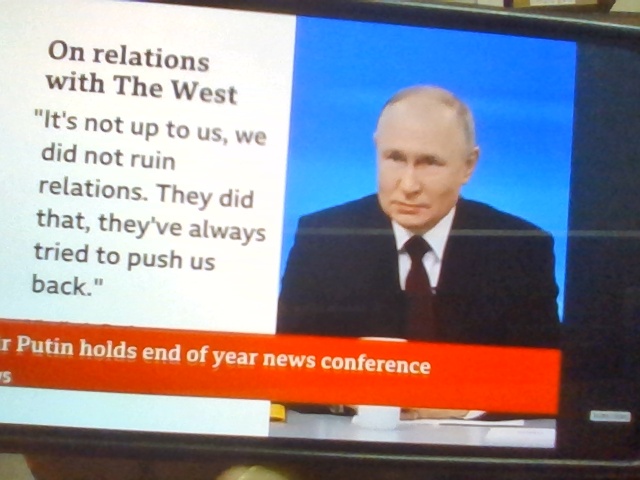 On relations
with The West
"It's not up to us, we
did not ruin
relations. They did
that, they've always
tried to push us
back."
r Putin holds end of year news conference
s